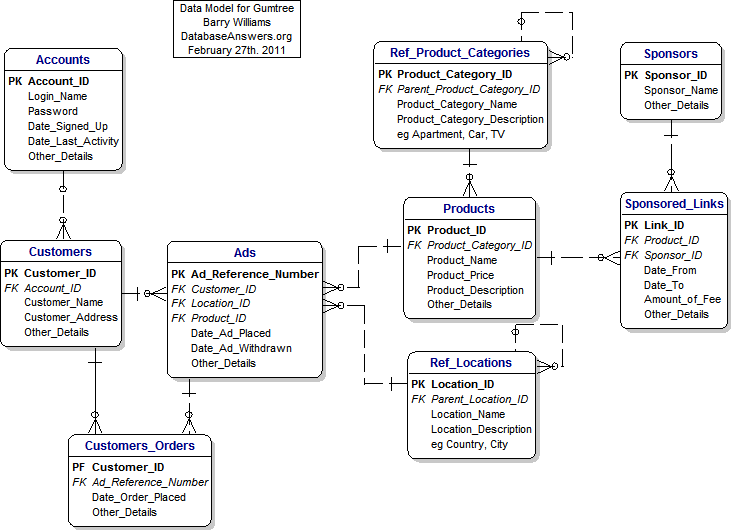 Data Model for Gumtree
Barry Williams
DatabaseAnswers.org
February 27th. 2011
Accounts
PK Account_ID
Login_Name
Password
Date_Signed_Up
Date_Last_Activity
Other_Details
Ref_Product_Categories
PK Product_Category_ID
FK Parent_Product_Category_ID
Product_Category_Name
Product_Category_Description
eg Apartment, Car, TV
Sponsors
PK Sponsor_ID
Sponsor_Name
Other_Details
Customers
PK Customer_ID
FK Account_ID
Customer_Name
Customer_Address
Other_Details
Ads
PK Ad_Reference_Number
FK Customer_ID
FK Location_ID
FK Product_ID
Date_Ad_Placed
Date_Ad_Withdrawn
Other_Details
Products
PK Product_ID
FK Product_Category_ID
Product_Name
Product_Price
Product_Description
Other_Details
Sponsored_Links
PK Link_ID
FK Product_ID
FK Sponsor_ID
Date_From
Date_To
Amount_of_Fee
Other_Details
Ref_Locations
PK Location_ID
FK Parent_Location_ID
Location_Name
Location_Description
eg Country, City
Customers_Orders
PF Customer_ID
FK Ad_Reference_Number
Date_Order_Placed
Other_Details